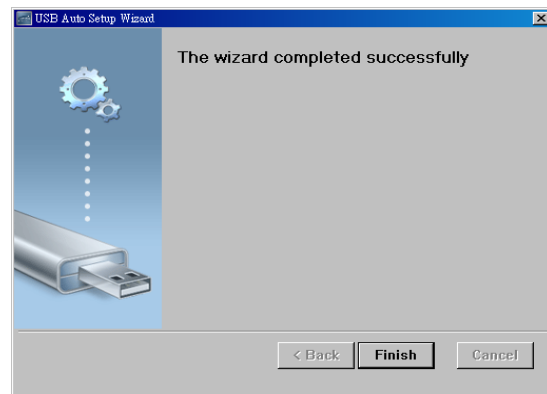 USB Auto Setup Wizard
The wizard completed successfully
< Back Finish Cancel